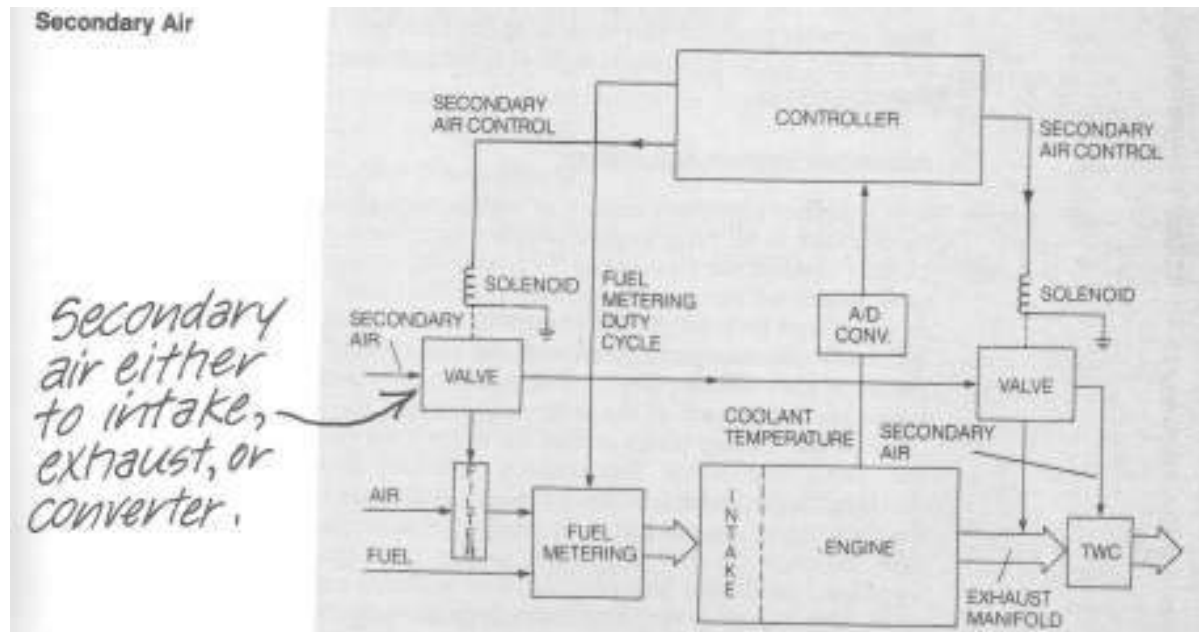 Secondary Air
CONTROLLER
SECONDARY
AIR CONTROL
SECONDARY
AIR CONTROL
SOLENOID
FUEL
METERING
DUTY
CYCLE
A/D
CONV.
SOLENOID
Secondary
air either
to intake,
exhaust, or
converter.
SECONDARY
AIR
VALVE
VALVE
COOLANT
TEMPERATURE
SECONDARY
AIR
AIR
FILTER
FUEL
FUEL
METERING
INTAKE
ENGINE
TWC
EXHAUST
MANIFOLD